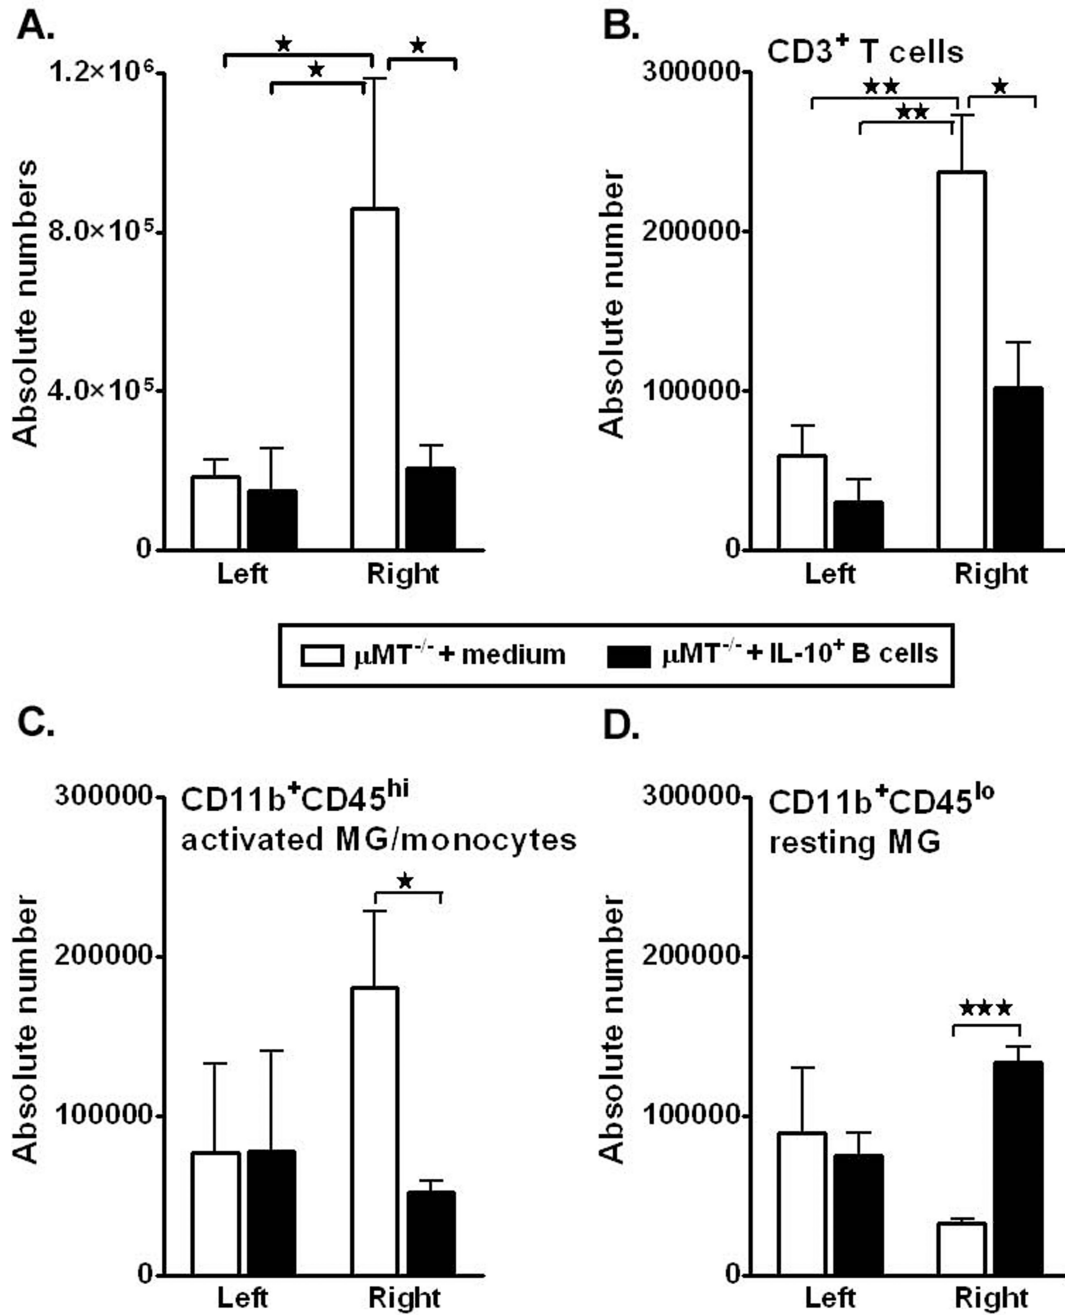 A.
Absolute numbers
1.2×10⁶
8.0×10⁵
4.0×10⁵
0
Left Right
B.
CD3⁺ T cells
Absolute number
300000
200000
100000
0
Left Right
μMT⁻/⁻ + medium μMT⁻/⁻ + IL-10⁺ B cells
C.
CD11b⁺CD45ʰⁱ
activated MG/monocytes
Absolute number
300000
200000
100000
0
Left Right
D.
CD11b⁺CD45ˡᵒ
resting MG
Absolute number
300000
200000
100000
0
Left Right